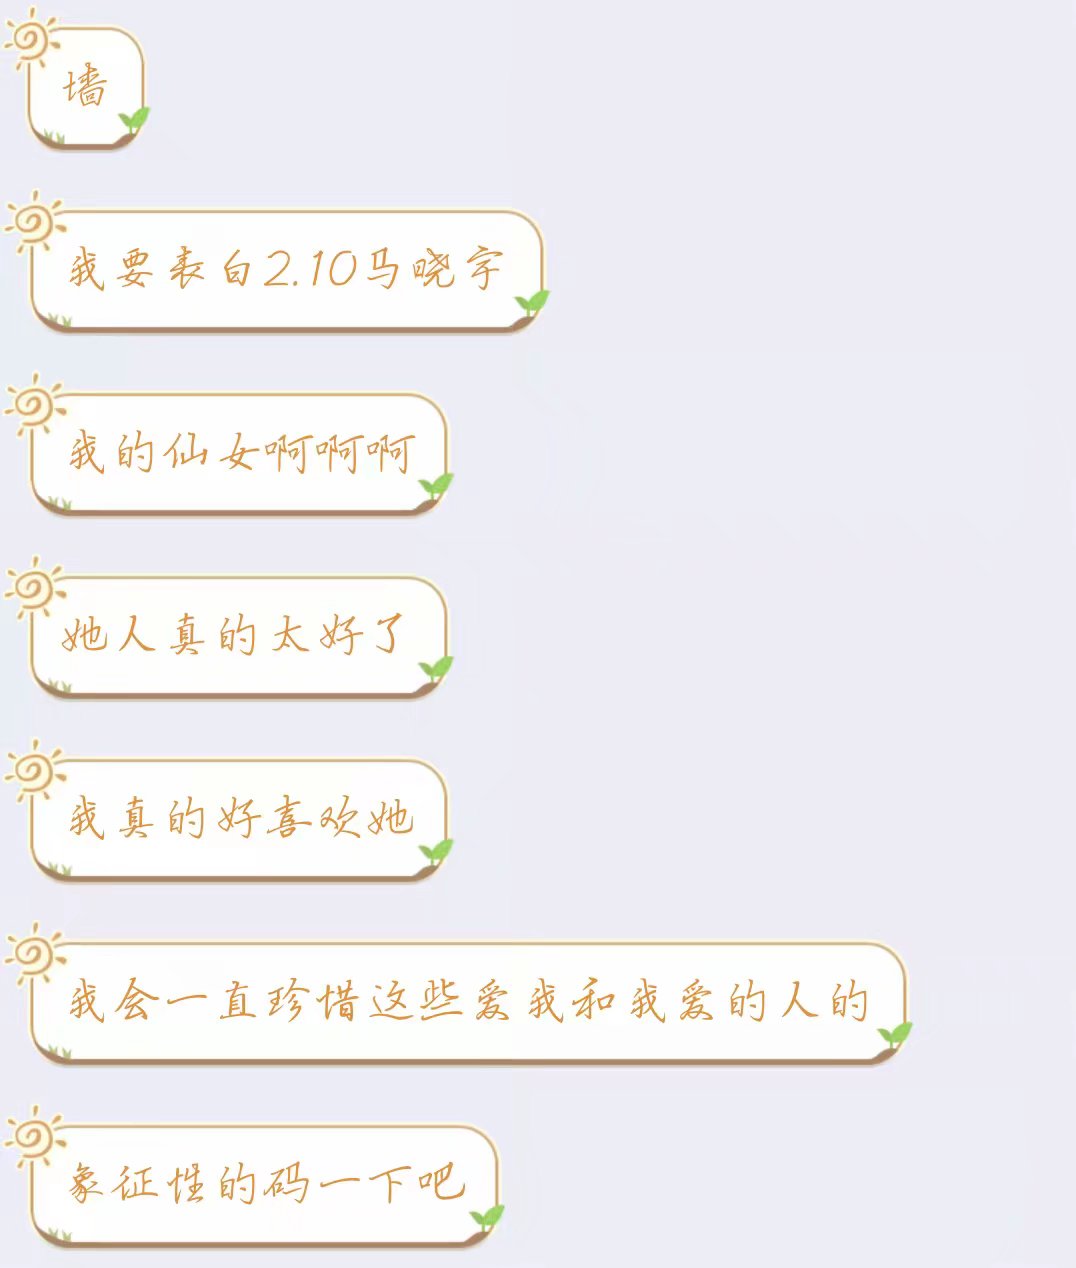 墙
我要表白2.10马晓宇
我的仙女啊啊啊
她人真的太好了
我真的好喜欢她
我会一直珍惜这些爱我和我爱的人的
象征性的码一下吧